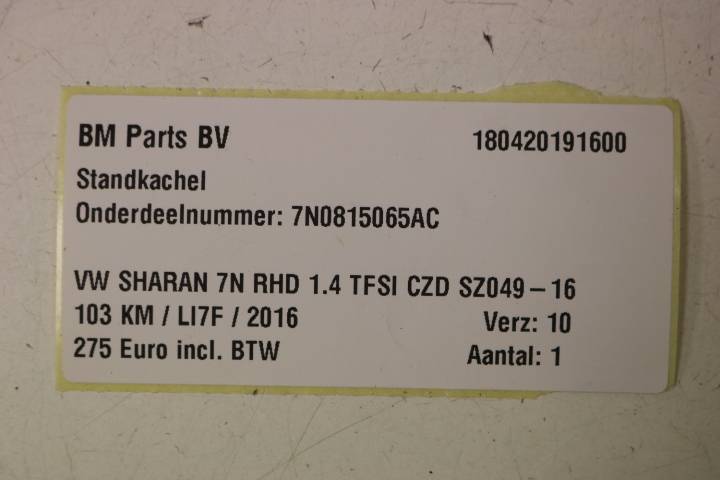 BM Parts BV 180420191600
Standkachel
Onderdeelnummer: 7N0815065AC
VW SHARAN 7N RHD 1.4 TFSI CZD SZ049-16
103 KM / LI7F / 2016 Verz: 10
275 Euro incl. BTW Aantal: 1